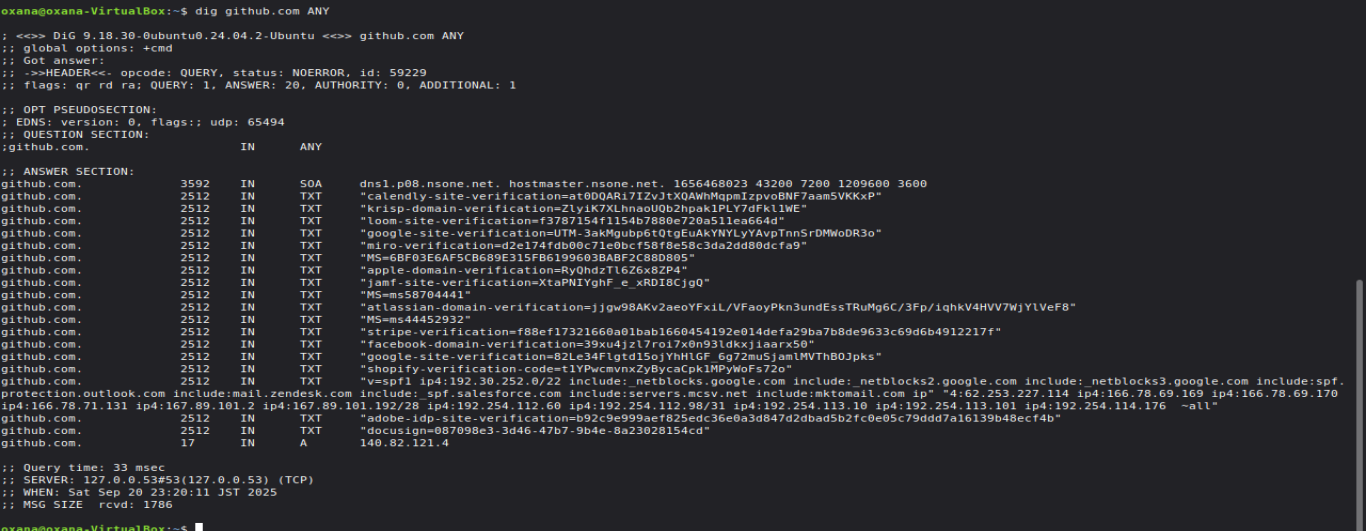 oxana@oxana-VirtualBox:~$ dig github.com ANY
; <<>> DiG 9.18.30-0ubuntu0.24.04.2-Ubuntu <<>> github.com ANY
;; global options: +cmd
;; Got answer:
;; ->>HEADER<<- opcode: QUERY, status: NOERROR, id: 59229
;; flags: qr rd ra; QUERY: 1, ANSWER: 20, AUTHORITY: 0, ADDITIONAL: 1
;; OPT PSEUDOSECTION:
; EDNS: version: 0, flags:; udp: 65494
;; QUESTION SECTION:
;github.com. IN ANY
;; ANSWER SECTION:
github.com. 3592 IN SOA dns1.p08.nsone.net. hostmaster.nsone.net. 1656468023 43200 7200 1209600 3600
github.com. 2512 IN TXT "calendly-site-verification=at0DQARi7IZvJtXQAWhMqpmIzpvoBNF7aam5VKKxP"
github.com. 2512 IN TXT "krisp-domain-verification=ZlyiK7XLhnaoUQb2hpak1PLY7dFkl1WE"
github.com. 2512 IN TXT "loom-site-verification=f3787154f1154b7880e720a511ea664d"
github.com. 2512 IN TXT "google-site-verification=UTM-3akMgubp6tQtgEuAkYNYLyYAvpTnnSrDMWoDR3o"
github.com. 2512 IN TXT "miro-verification=d2e174fdb00c71e0bcf58f8e58c3da2dd80dcfa9"
github.com. 2512 IN TXT "MS=6BF03E6AF5CB689E315FB6199603BABF2C88D805"
github.com. 2512 IN TXT "apple-domain-verification=RyQhdzTl6Z6x8ZP4"
github.com. 2512 IN TXT "jamf-site-verification=XtaPNIYghF_e_xRDI8CjgQ"
github.com. 2512 IN TXT "MS=ms58704441"
github.com. 2512 IN TXT "atlassian-domain-verification=jjgw98AKv2aeoYFxiL/VFaoyPkn3undEssTRuMg6C/3Fp/iqhkV4HVV7WjYlVeF8"
github.com. 2512 IN TXT "MS=ms44452932"
github.com. 2512 IN TXT "stripe-verification=f88ef17321660a01bab1660454192e014defa29ba7b8de9633c69d6b4912217f"
github.com. 2512 IN TXT "facebook-domain-verification=39xu4jzl7roi7x0n93ldkxjiaarx50"
github.com. 2512 IN TXT "google-site-verification=82Le34Flgtd15ojYhHlGF_6g72muSjamlMVThBOJpks"
github.com. 2512 IN TXT "shopify-verification-code=t1YPwcmvnxZyBycaCpk1MPyWoFs72o"
github.com. 2512 IN TXT "v=spf1 ip4:192.30.252.0/22 include:_netblocks.google.com include:_netblocks2.google.com include:_netblocks3.google.com include:spf.
protection.outlook.com include:mail.zendesk.com include:_spf.salesforce.com include:servers.mcsv.net include:mktomail.com ip" "4:62.253.227.114 ip4:166.78.69.169 ip4:166.78.69.170
ip4:166.78.71.131 ip4:167.89.101.2 ip4:167.89.101.192/28 ip4:192.254.112.60 ip4:192.254.112.98/31 ip4:192.254.113.10 ip4:192.254.113.101 ip4:192.254.114.176 ~all"
github.com. 2512 IN TXT "adobe-idp-site-verification=b92c9e999aef825edc36e0a3d847d2dbad5b2fc0e05c79ddd7a16139b48ecf4b"
github.com. 2512 IN TXT "docusign=087098e3-3d46-47b7-9b4e-8a23028154cd"
github.com. 17 IN A 140.82.121.4
;; Query time: 33 msec
;; SERVER: 127.0.0.53#53(127.0.0.53) (TCP)
;; WHEN: Sat Sep 20 23:20:11 JST 2025
;; MSG SIZE rcvd: 1786
oxana@oxana-VirtualBox:~$